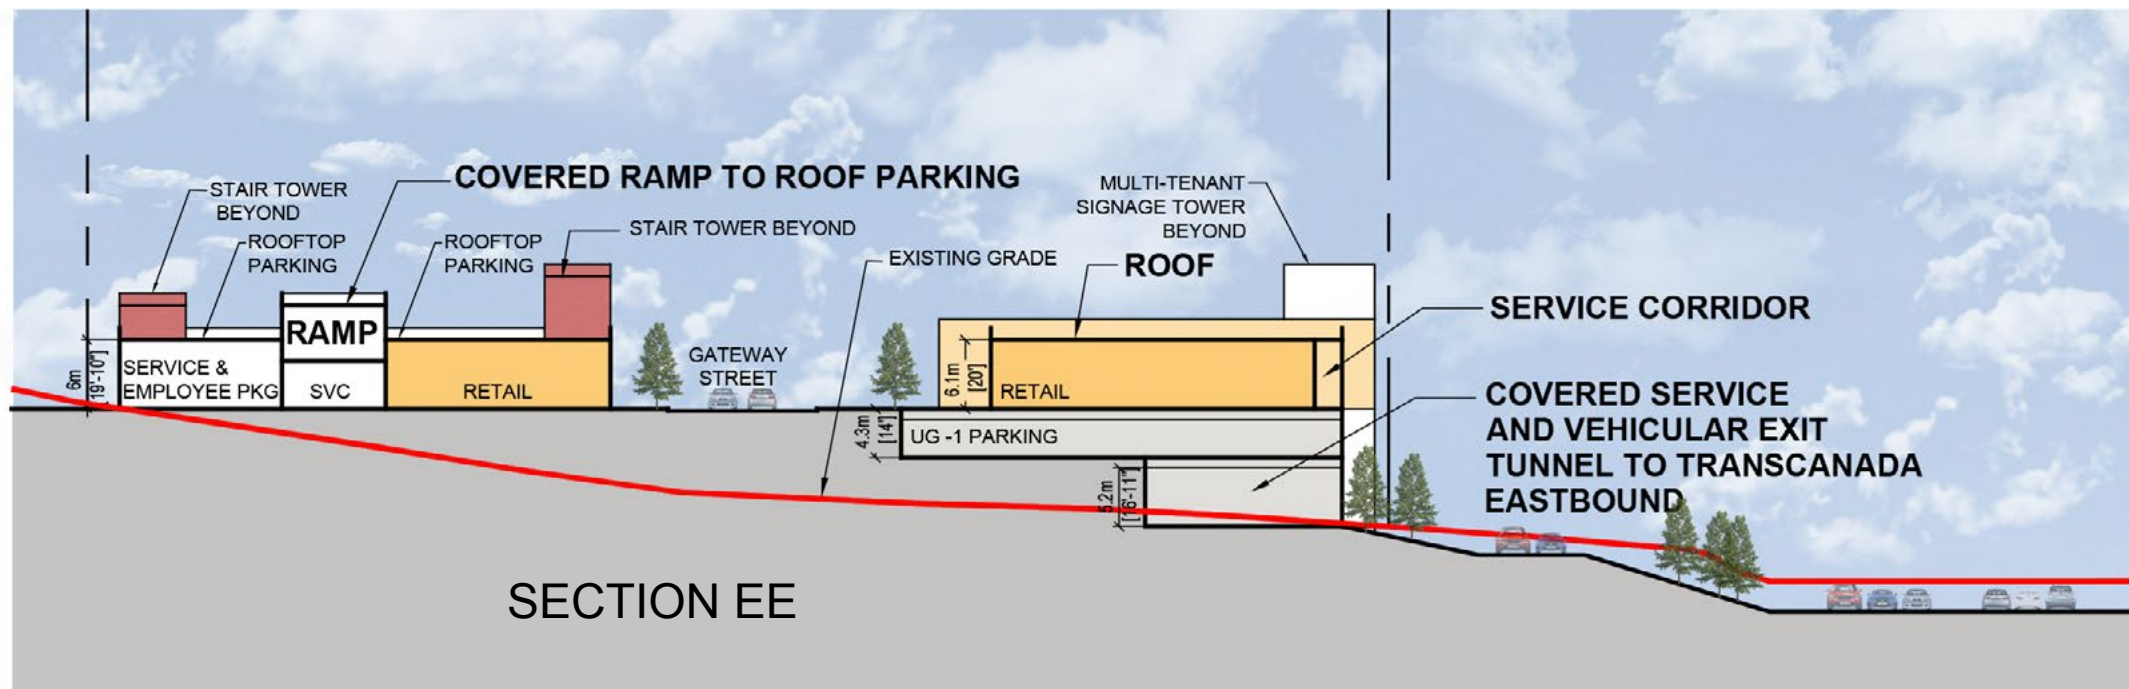 COVERED RAMP TO ROOF PARKING
STAIR TOWER
BEYOND
ROOFTOP
PARKING
ROOFTOP
PARKING
STAIR TOWER BEYOND
EXISTING GRADE
MULTI-TENANT
SIGNAGE TOWER
BEYOND
ROOF
SERVICE CORRIDOR
RAMP
6m
[19'-10"]
SERVICE &
EMPLOYEE PKG
SVC
RETAIL
GATEWAY
STREET
6.1m
[20']
RETAIL
4.3m
[14']
UG -1 PARKING
5.2m
[16'-11"]
COVERED SERVICE
AND VEHICULAR EXIT
TUNNEL TO TRANSCANADA
EASTBOUND
SECTION EE